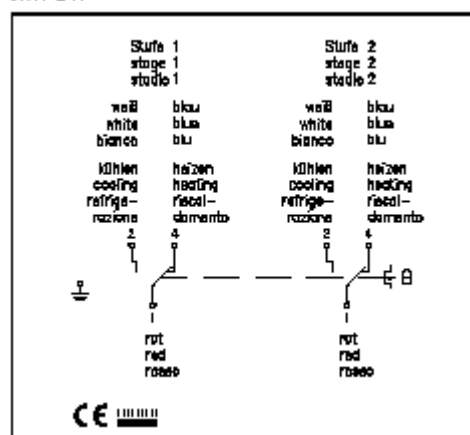 Stufe 1 Stufe 2
stage 1 stage 2
stadio 1 stadio 2
weiß blau weiß blau
white blue white blue
bianco blu bianco blu
kühlen heizen kühlen heizen
cooling heating cooling heating
refrige- riscal- refrige- riscal-
razione damento razione damento
2 4 2 4
θ
1 1
rot rot
red red
rosso rosso
CE